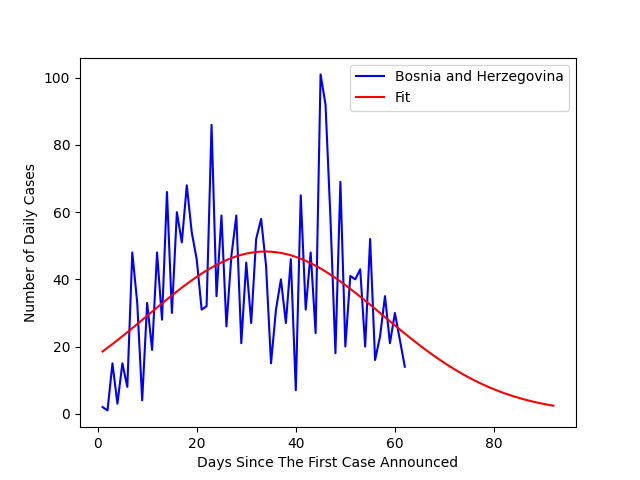 Bosnia and Herzegovina
Fit
100
80
60
40
20
0
Number of Daily Cases
0 20 40 60 80
Days Since The First Case Announced